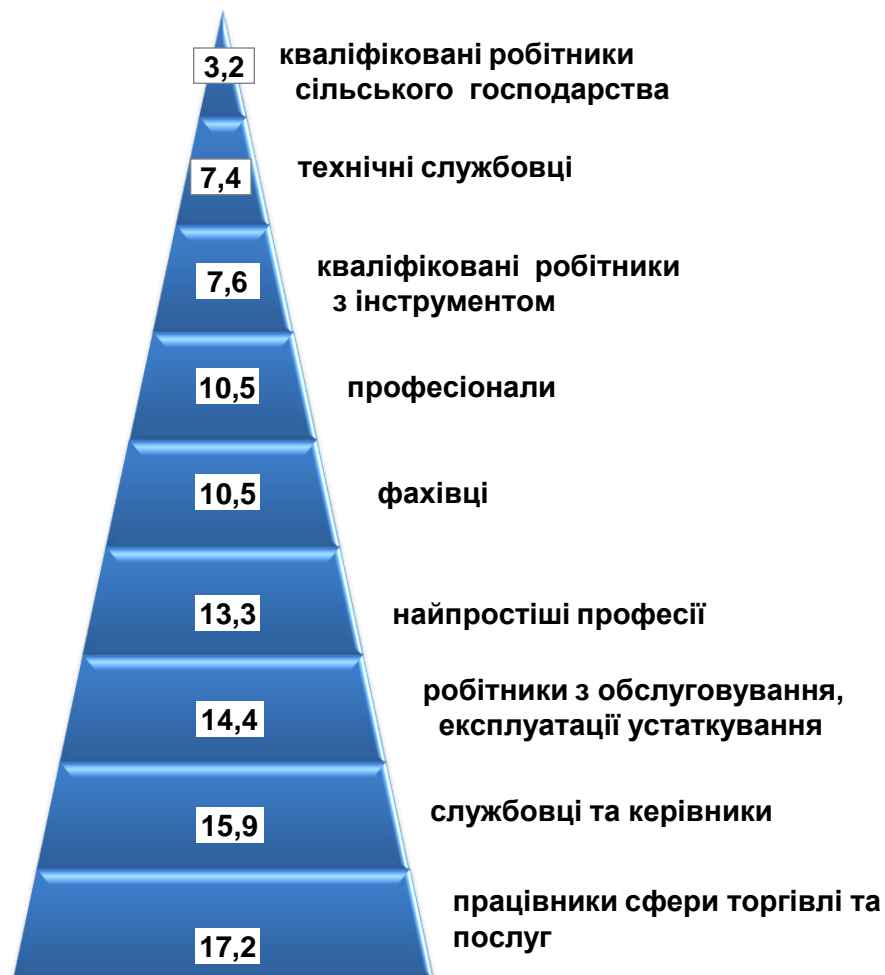 3,2
кваліфіковані робітники
сільського господарства
7,4
технічні службовці
7,6
кваліфіковані робітники
з інструментом
10,5
професіонали
10,5
фахівці
13,3
найпростіші професії
14,4
робітники з обслуговування,
експлуатації устаткування
15,9
службовці та керівники
17,2
працівники сфери торгівлі та
послуг